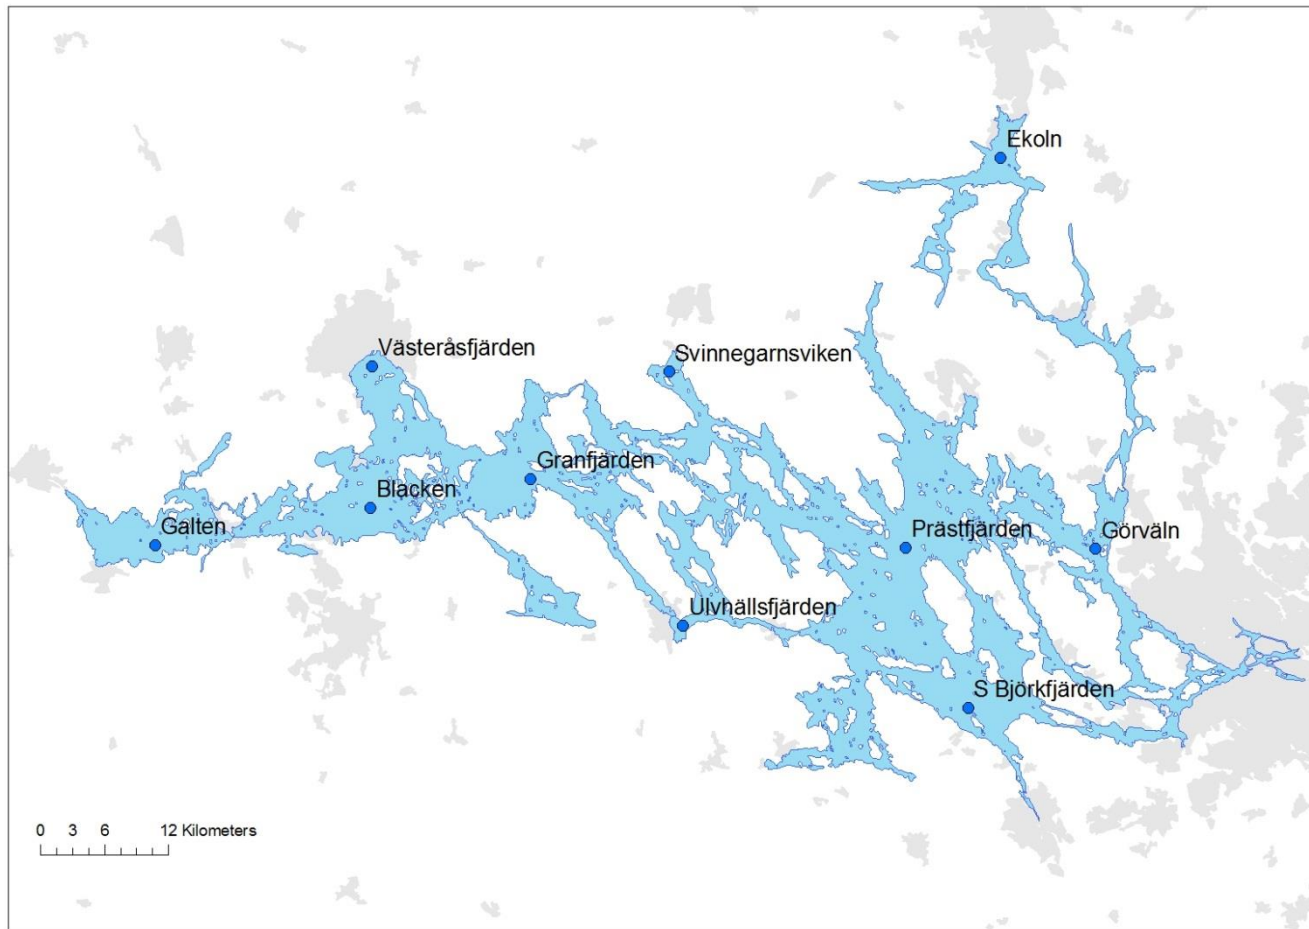 Ekoln
Västeråsfjärden
Svinnegarnsviken
Granfjärden
Blacken
Galten
Prästfjärden
Görväln
Ulvhällsfjärden
S Björkfjärden
0 3 6 12 Kilometers